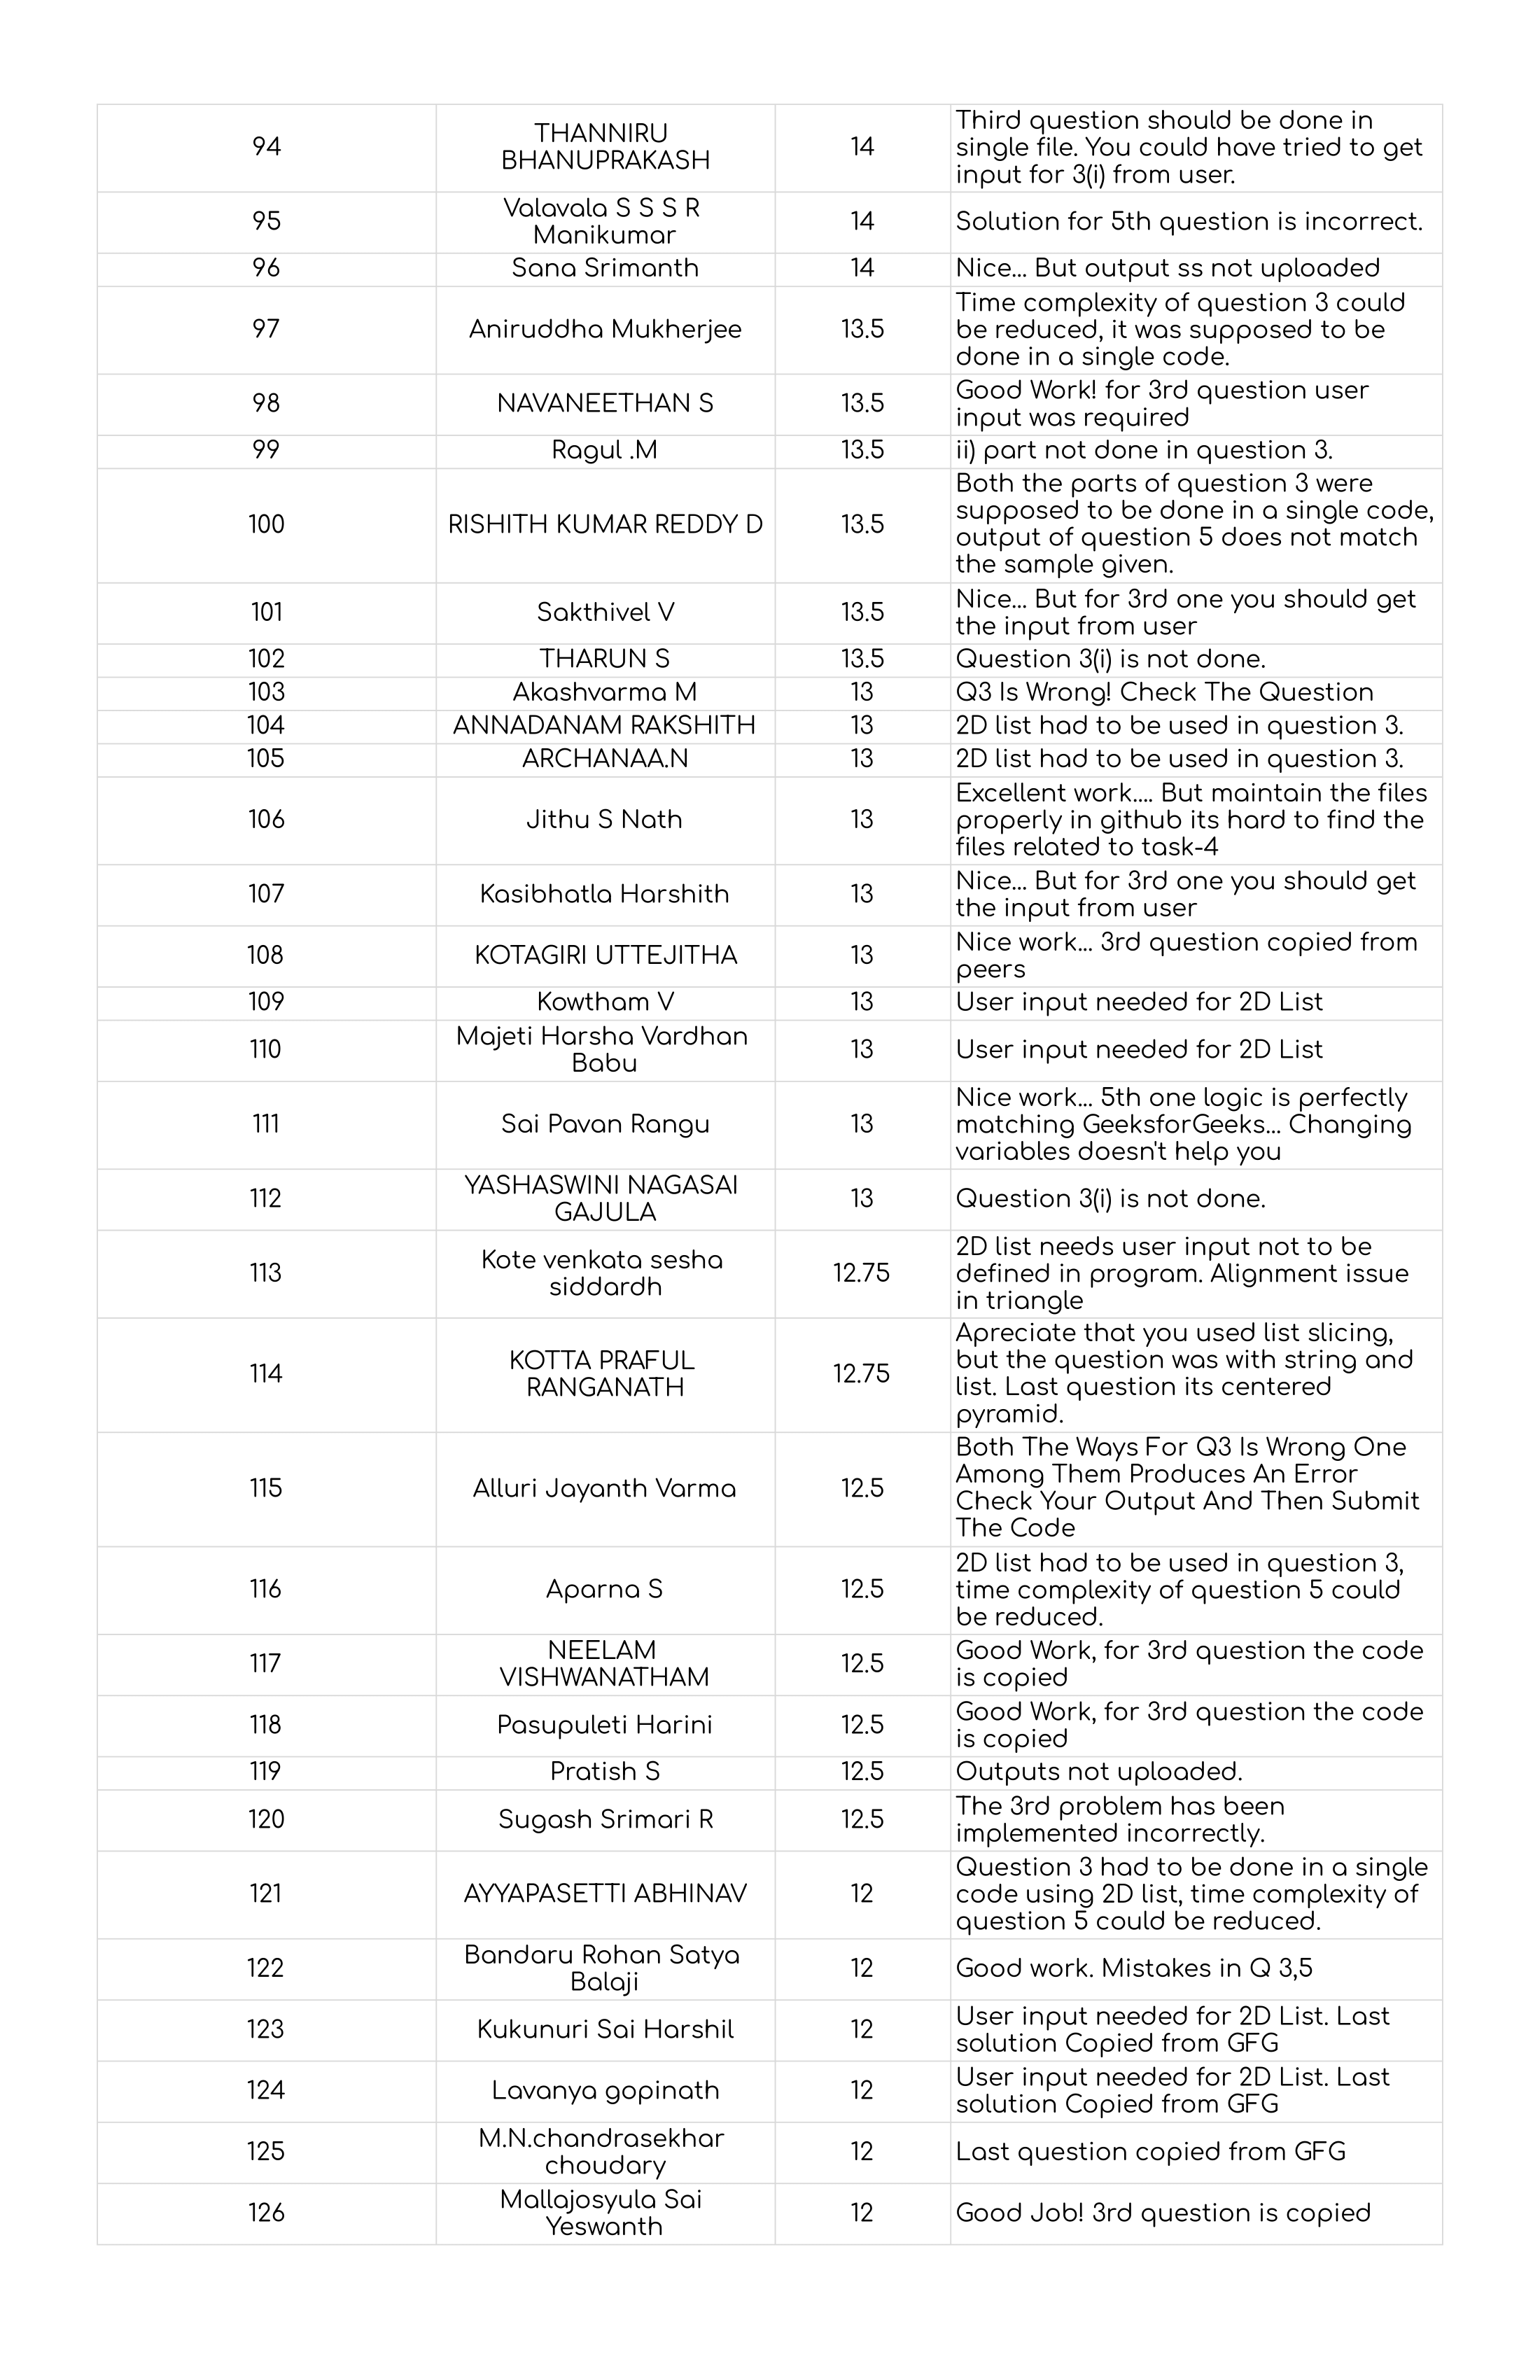 94
THANNIRU
BHANUPRAKASH
14
Third question should be done in
single file. You could have tried to get
input for 3(i) from user.
95
Valavala S S S R
Manikumar
14
Solution for 5th question is incorrect.
96
Sana Srimanth
14
Nice... But output ss not uploaded
97
Aniruddha Mukherjee
13.5
Time complexity of question 3 could
be reduced, it was supposed to be
done in a single code.
98
NAVANEETHAN S
13.5
Good Work! for 3rd question user
input was required
99
Ragul .M
13.5
ii) part not done in question 3.
100
RISHITH KUMAR REDDY D
13.5
Both the parts of question 3 were
supposed to be done in a single code,
output of question 5 does not match
the sample given.
101
Sakthivel V
13.5
Nice... But for 3rd one you should get
the input from user
102
THARUN S
13.5
Question 3(i) is not done.
103
Akashvarma M
13
Q3 Is Wrong! Check The Question
104
ANNADANAM RAKSHITH
13
2D list had to be used in question 3.
105
ARCHANAA.N
13
2D list had to be used in question 3.
106
Jithu S Nath
13
Excellent work.... But maintain the files
properly in github its hard to find the
files related to task-4
107
Kasibhatla Harshith
13
Nice... But for 3rd one you should get
the input from user
108
KOTAGIRI UTTEJITHA
13
Nice work... 3rd question copied from
peers
109
Kowtham V
13
User input needed for 2D List
110
Majeti Harsha Vardhan
Babu
13
User input needed for 2D List
111
Sai Pavan Rangu
13
Nice work... 5th one logic is perfectly
matching GeeksforGeeks... Changing
variables doesn't help you
112
YASHASWINI NAGASAI
GAJULA
13
Question 3(i) is not done.
113
Kote venkata sesha
siddardh
12.75
2D list needs user input not to be
defined in program. Alignment issue
in triangle
114
KOTTA PRAFUL
RANGANATH
12.75
Apreciate that you used list slicing,
but the question was with string and
list. Last question its centered
pyramid.
115
Alluri Jayanth Varma
12.5
Both The Ways For Q3 Is Wrong One
Among Them Produces An Error
Check Your Output And Then Submit
The Code
116
Aparna S
12.5
2D list had to be used in question 3,
time complexity of question 5 could
be reduced.
117
NEELAM
VISHWANATHAM
12.5
Good Work, for 3rd question the code
is copied
118
Pasupuleti Harini
12.5
Good Work, for 3rd question the code
is copied
119
Pratish S
12.5
Outputs not uploaded.
120
Sugash Srimari R
12.5
The 3rd problem has been
implemented incorrectly.
121
AYYAPASETTI ABHINAV
12
Question 3 had to be done in a single
code using 2D list, time complexity of
question 5 could be reduced.
122
Bandaru Rohan Satya
Balaji
12
Good work. Mistakes in Q 3,5
123
Kukunuri Sai Harshil
12
User input needed for 2D List. Last
solution Copied from GFG
124
Lavanya gopinath
12
User input needed for 2D List. Last
solution Copied from GFG
125
M.N.chandrasekhar
choudary
12
Last question copied from GFG
126
Mallajosyula Sai
Yeswanth
12
Good Job! 3rd question is copied